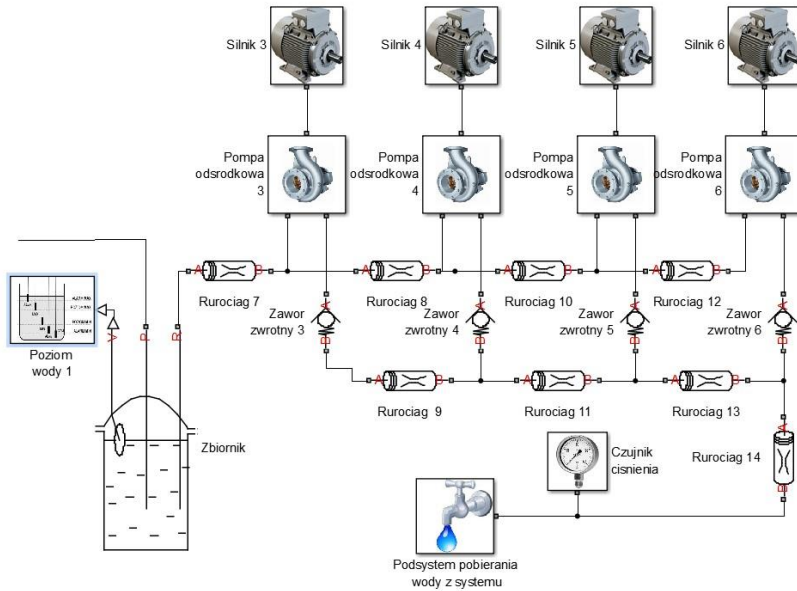 Silnik 3
Silnik 4
Silnik 5
Silnik 6
Pompa
odsrodkowa
3
Pompa
odsrodkowa
4
Pompa
odsrodkowa
5
Pompa
odsrodkowa
6
A B
Rurociag 7
A B
Rurociag 8
A B
Rurociag 10
A B
Rurociag 12
Poziom
wody 1
V
P
R
A
Zawor
zwrotny 3
B
A
Zawor
zwrotny 4
B
A
Zawor
zwrotny 5
B
A
Zawor
zwrotny 6
B
A B
Rurociag 9
A B
Rurociag 11
A B
Rurociag 13
Zbiornik
Czujnik
cisnienia
A
Rurociag 14
B
Podsystem pobierania
wody z systemu